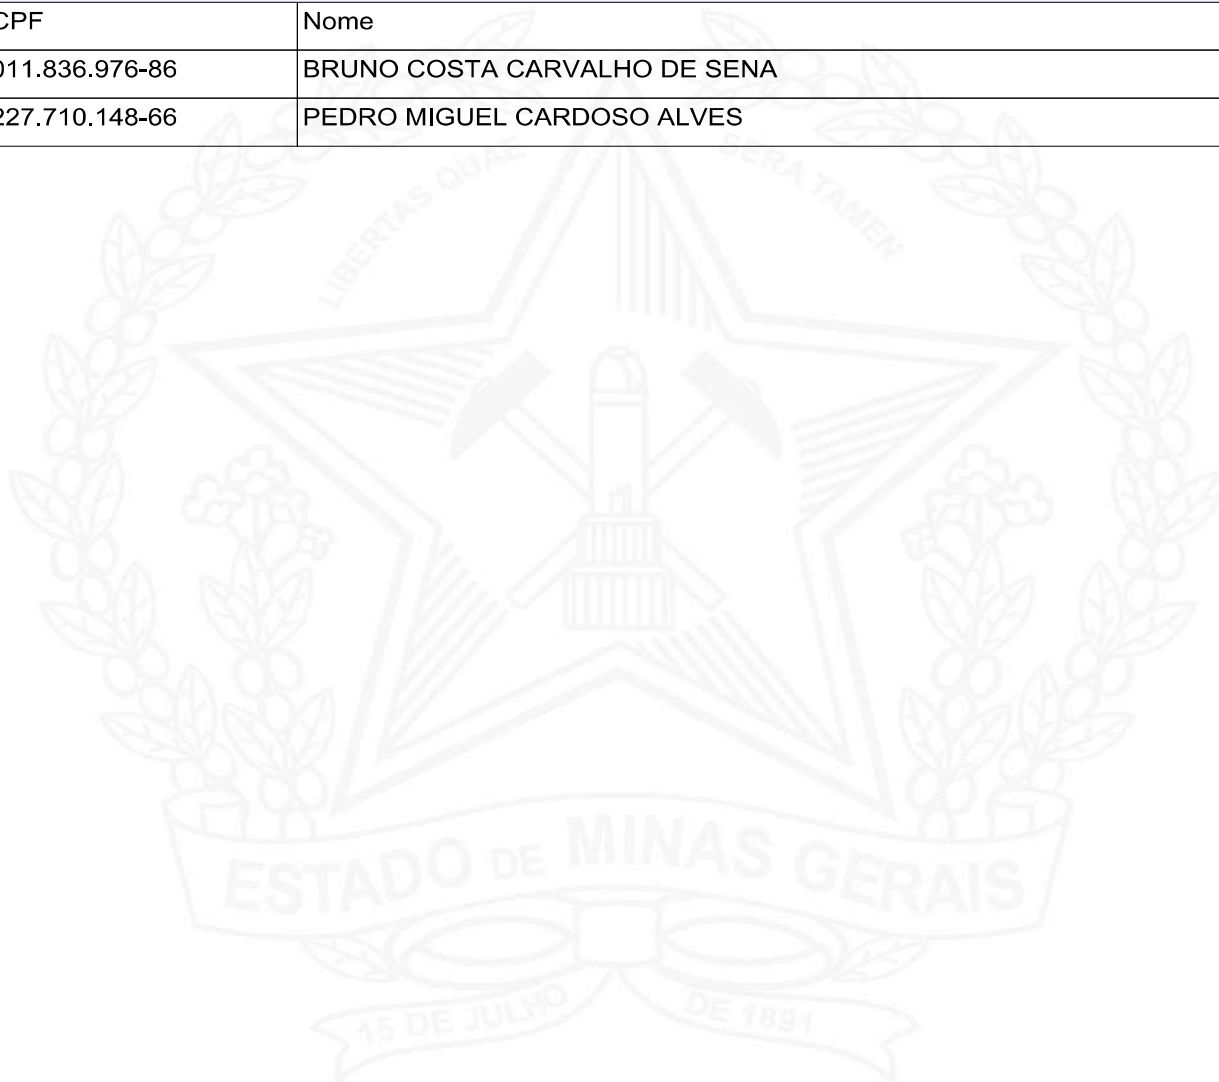 CPF Nome
011.836.976-86 BRUNO COSTA CARVALHO DE SENA
227.710.148-66 PEDRO MIGUEL CARDOSO ALVES
LIBERTAS QUAE SERA TAMEN
ESTADO DE MINAS GERAIS
15 DE JULHO DE 1891